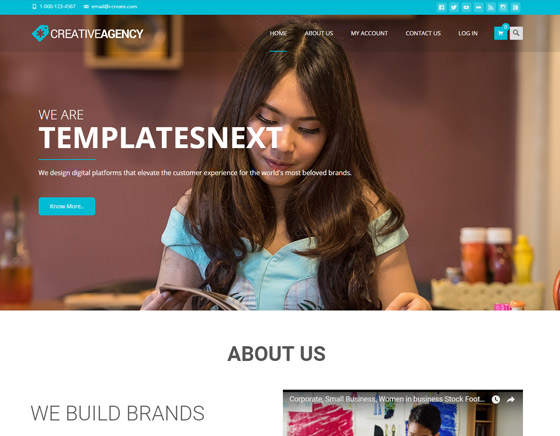 1-000-123-4567 email@i-create.com
CREATIVEAGENCY
HOME ABOUT US MY ACCOUNT CONTACT US LOG IN
0
WE ARE
TEMPLATESNEXT
We design digital platforms that elevate the customer experience for the world's most beloved brands.
Know More..
ABOUT US
WE BUILD BRANDS
Corporate, Small Business, Women in business Stock Foot...